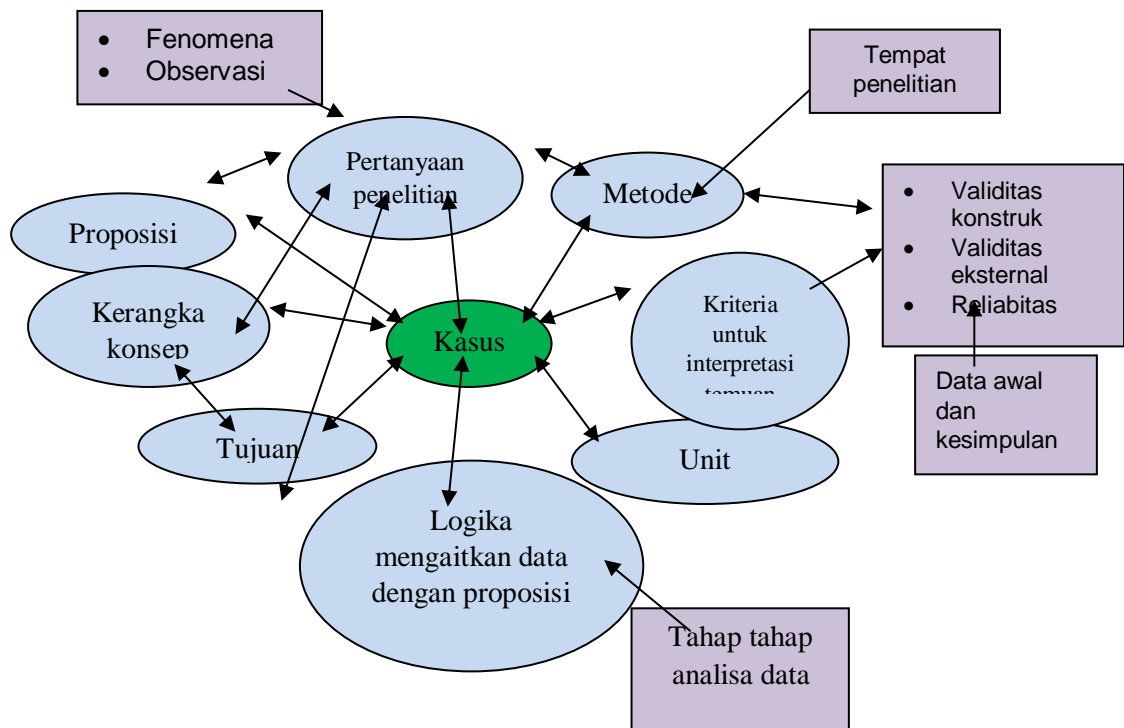 • Fenomena
• Observasi
Tempat
penelitian
Pertanyaan
penelitian
Metode
• Validitas
konstruk
• Validitas
eksternal
• Reliabitas
Proposisi
Kerangka
konsep
Kasus
Kriteria
untuk
interpretasi
temuan
Data awal
dan
kesimpulan
Tujuan
Unit
Logika
mengaitkan data
dengan proposisi
Tahap tahap
analisa data